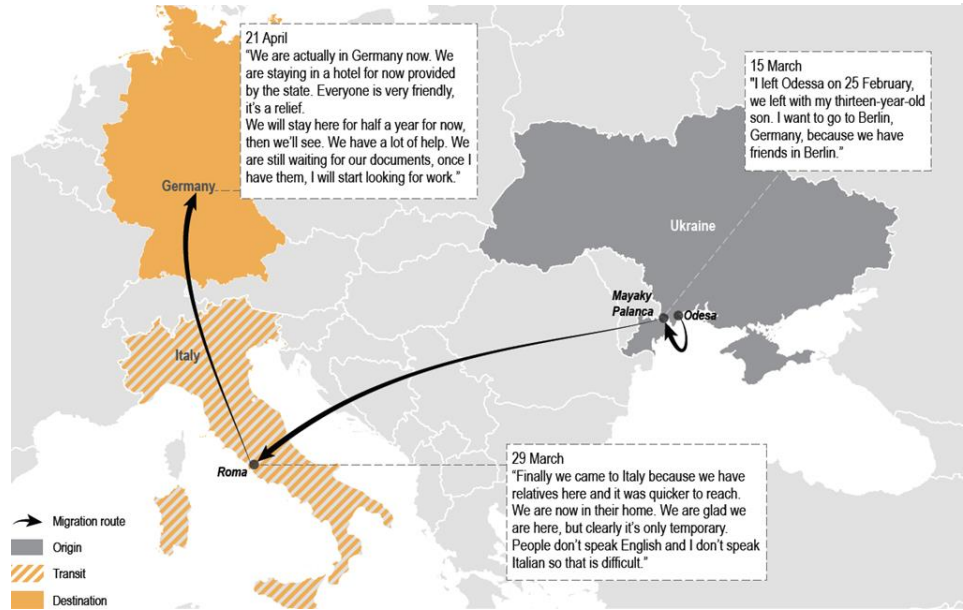 21 April
“We are actually in Germany now. We
are staying in a hotel for now provided
by the state. Everyone is very friendly,
it’s a relief.
We will stay here for half a year for now,
then we’ll see. We have a lot of help. We
are still waiting for our documents, once I
have them, I will start looking for work.”
15 March
"I left Odessa on 25 February,
we left with my thirteen-year-old
son. I want to go to Berlin,
Germany, because we have
friends in Berlin.”
Germany
Ukraine
Mayaky
Palanca
Odesa
Italy
Roma
29 March
“Finally we came to Italy because we have
relatives here and it was quicker to reach.
We are now in their home. We are glad we
are here, but clearly it’s only temporary.
People don’t speak English and I don’t speak
Italian so that is difficult.”
Migration route
Origin
Transit
Destination